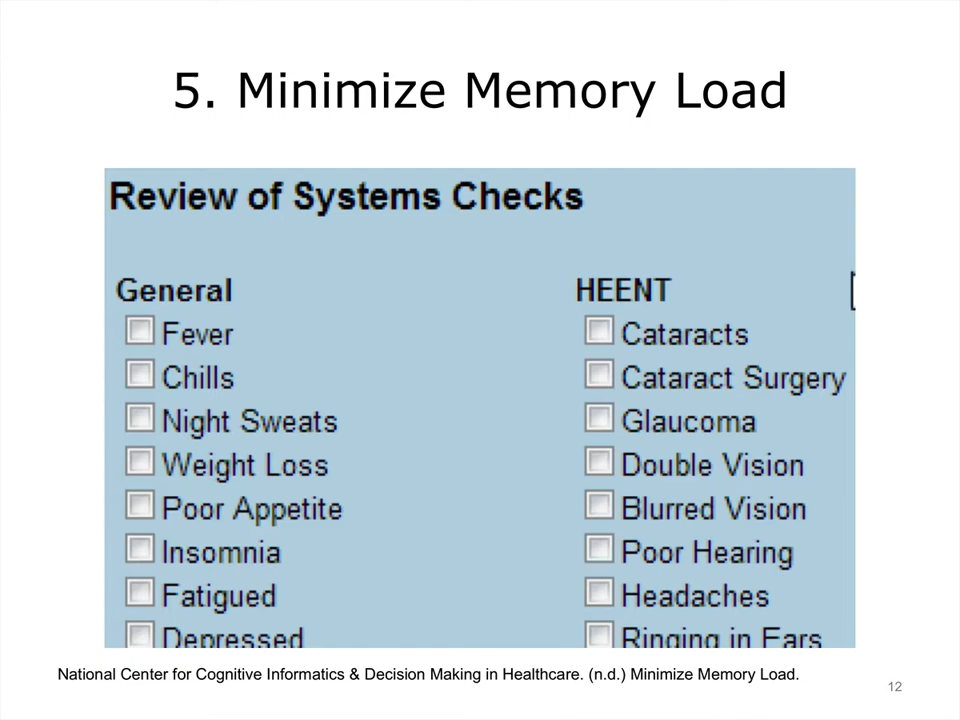 5. Minimize Memory Load
Review of Systems Checks
General
Fever
Chills
Night Sweats
Weight Loss
Poor Appetite
Insomnia
Fatigued
Depressed
HEENT
Cataracts
Cataract Surgery
Glaucoma
Double Vision
Blurred Vision
Poor Hearing
Headaches
Ringing in Ears
National Center for Cognitive Informatics & Decision Making in Healthcare. (n.d.) Minimize Memory Load.
12